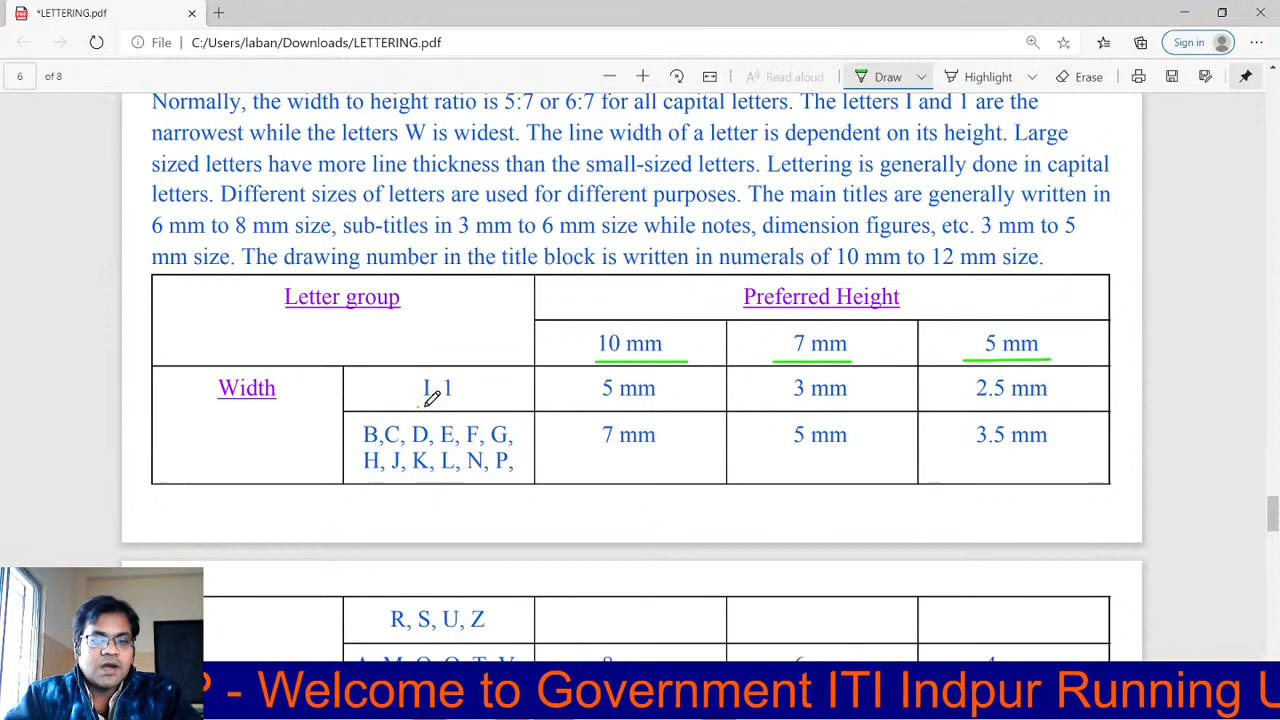 *LETTERING.pdf
File C:/Users/laban/Downloads/LETTERING.pdf Sign in
6 of 8 Read aloud Draw Highlight Erase
Normally, the width to height ratio is 5:7 or 6:7 for all capital letters. The letters I and 1 are the
narrowest while the letters W is widest. The line width of a letter is dependent on its height. Large
sized letters have more line thickness than the small-sized letters. Lettering is generally done in capital
letters. Different sizes of letters are used for different purposes. The main titles are generally written in
6 mm to 8 mm size, sub-titles in 3 mm to 6 mm size while notes, dimension figures, etc. 3 mm to 5
mm size. The drawing number in the title block is written in numerals of 10 mm to 12 mm size.
Letter group Preferred Height
10 mm 7 mm 5 mm
Width I, 1 5 mm 3 mm 2.5 mm
B,C, D, E, F, G, 7 mm 5 mm 3.5 mm
H, J, K, L, N, P,
R, S, U, Z
- Welcome to Government ITI Indpur Running